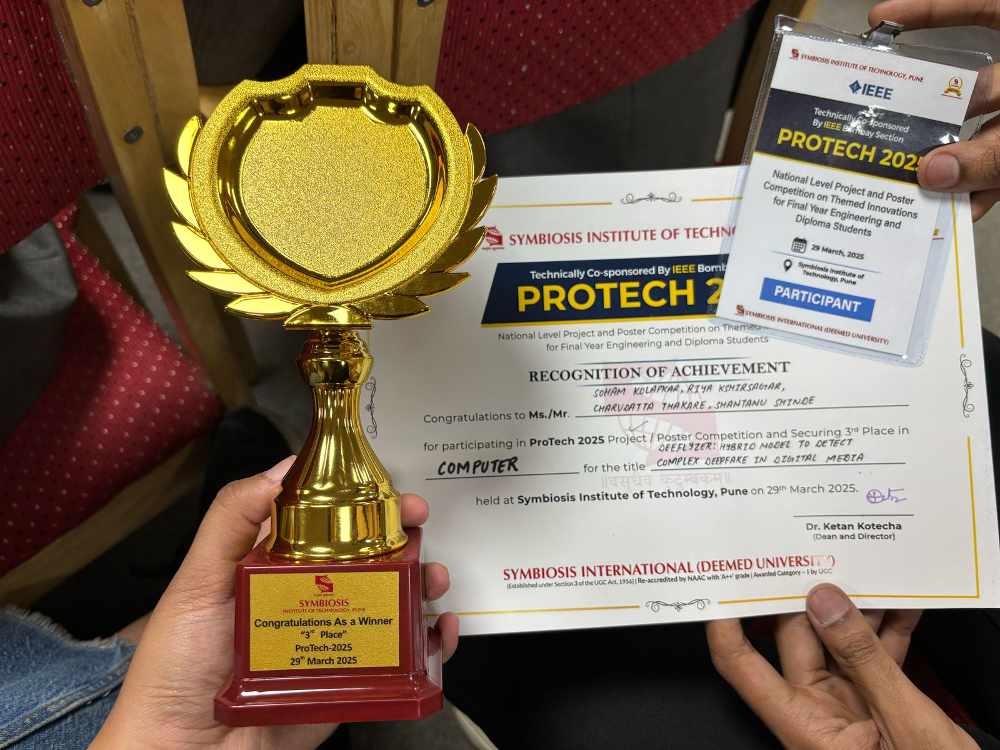 SYMBIOSIS INSTITUTE OF TECHNOLOGY, PUNE
IEEE
Technically Co-sponsored
By IEEE Bombay Section
PROTECH 202
National Level Project and Poster
Competition on Themed Innovations
for Final Year Engineering and
Diploma Students
29 March, 2025
Symbiosis Institute of
Technology, Pune
PARTICIPANT
SYMBIOSIS INTERNATIONAL (DEEMED UNIVERSITY)
SYMBIOSIS INSTITUTE OF TECHN
Technically Co-sponsored By IEEE Bomb
PROTECH 2
National Level Project and Poster Competition on Themed
for Final Year Engineering and Diploma Students
RECOGNITION OF ACHIEVEMENT
SOHAM KOLAPKAR, RIYA KSHIRSAGAR,
CHARUDATTA THAKARE, SHANTANU SHINDE
Congratulations to Ms./Mr.
for participating in ProTech 2025 Project / Poster Competition and Securing 3rd Place in
DEEFLYZER: HYBRID MODEL TO DETECT
COMPUTER for the title COMPLEX DEEPFAKE IN DIGITAL MEDIA
॥वसुधैव कुटुम्बकम्॥
held at Symbiosis Institute of Technology, Pune on 29th March 2025.
Dr. Ketan Kotecha
(Dean and Director)
SYMBIOSIS INTERNATIONAL (DEEMED UNIVERSITY)
(Established under Section 3 of the UGC Act, 1956) | Re-accredited by NAAC with 'A++' grade | Awarded Category – I by UGC
SYMBIOSIS
INSTITUTE OF TECHNOLOGY, PUNE
Congratulations As a Winner
"3rd Place"
ProTech-2025
29th March 2025